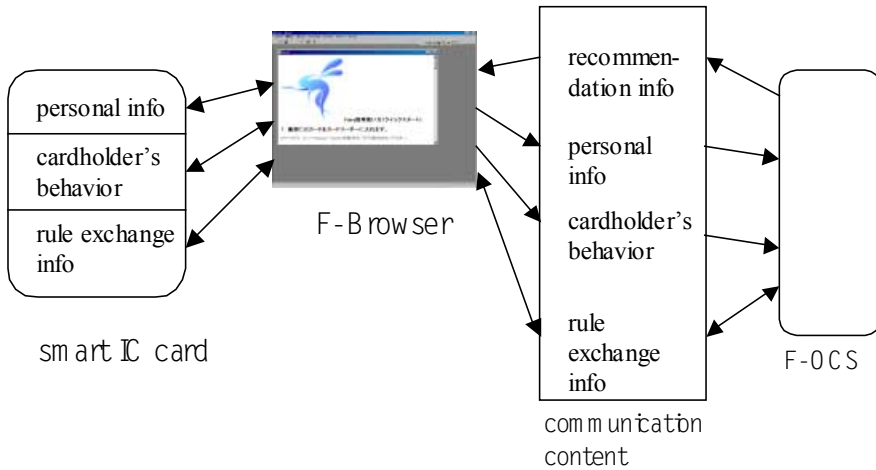 personal info
cardholder's
behavior
rule exchange
info
smart IC card
F-Browser
recommen-
dation info
personal
info
cardholder's
behavior
rule
exchange
info
communication
content
F-OCS